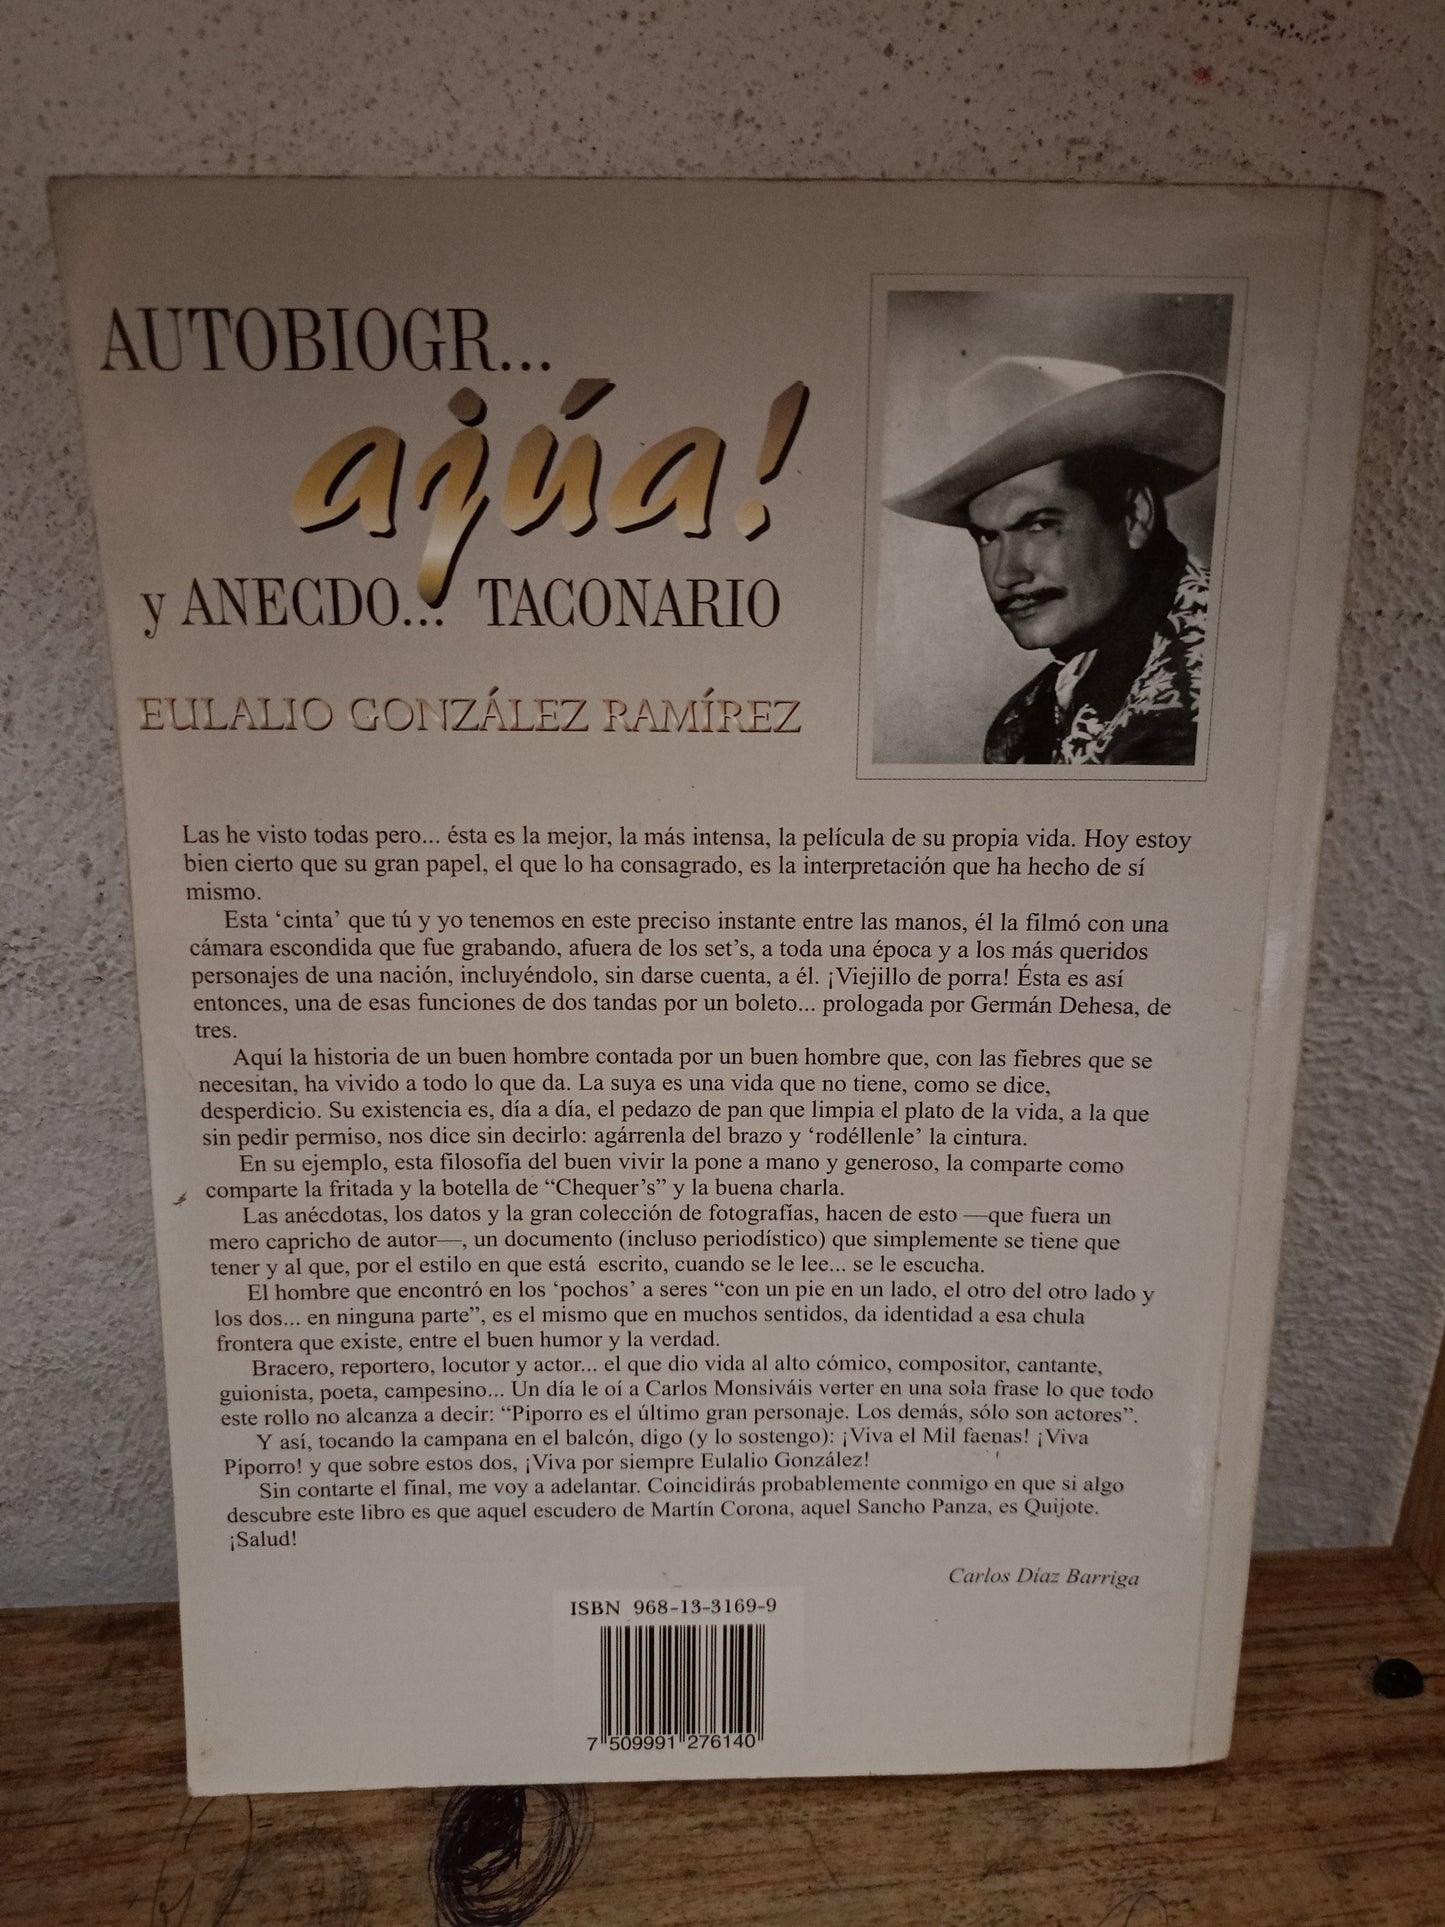 AUTOBIOGR...
ajúa!
y ANECDO... TACONARIO
EULALIO GONZÁLEZ RAMÍREZ
Las he visto todas pero... ésta es la mejor, la más intensa, la película de su propia vida. Hoy estoy
bien cierto que su gran papel, el que lo ha consagrado, es la interpretación que ha hecho de sí
mismo.
Esta ‘cinta’ que tú y yo tenemos en este preciso instante entre las manos, él la filmó con una
cámara escondida que fue grabando, afuera de los set’s, a toda una época y a los más queridos
personajes de una nación, incluyéndolo, sin darse cuenta, a él. ¡Viejillo de porra! Ésta es así
entonces, una de esas funciones de dos tandas por un boleto... prologada por Germán Dehesa, de
tres.
Aquí la historia de un buen hombre contada por un buen hombre que, con las fiebres que se
necesitan, ha vivido a todo lo que da. La suya es una vida que no tiene, como se dice,
desperdicio. Su existencia es, día a día, el pedazo de pan que limpia el plato de la vida, a la que
sin pedir permiso, nos dice sin decirlo: agárrenla del brazo y ‘rodéllenle’ la cintura.
En su ejemplo, esta filosofía del buen vivir la pone a mano y generoso, la comparte como
comparte la fritada y la botella de “Chequer’s” y la buena charla.
Las anécdotas, los datos y la gran colección de fotografías, hacen de esto —que fuera un
mero capricho de autor—, un documento (incluso periodístico) que simplemente se tiene que
tener y al que, por el estilo en que está escrito, cuando se le lee... se le escucha.
El hombre que encontró en los ‘pochos’ a seres “con un pie en un lado, el otro del otro lado y
los dos... en ninguna parte”, es el mismo que en muchos sentidos, da identidad a esa chula
frontera que existe, entre el buen humor y la verdad.
Bracero, reportero, locutor y actor... el que dio vida al alto cómico, compositor, cantante,
guionista, poeta, campesino... Un día le oí a Carlos Monsiváis verter en una sola frase lo que todo
este rollo no alcanza a decir: “Piporro es el último gran personaje. Los demás, sólo son actores”.
Y así, tocando la campana en el balcón, digo (y lo sostengo): ¡Viva el Mil faenas! ¡Viva
Piporro! y que sobre estos dos, ¡Viva por siempre Eulalio González!
Sin contarte el final, me voy a adelantar. Coincidirás probablemente conmigo en que si algo
descubre este libro es que aquel escudero de Martín Corona, aquel Sancho Panza, es Quijote.
¡Salud!
Carlos Díaz Barriga
ISBN 968-13-3169-9
7 509991 276140